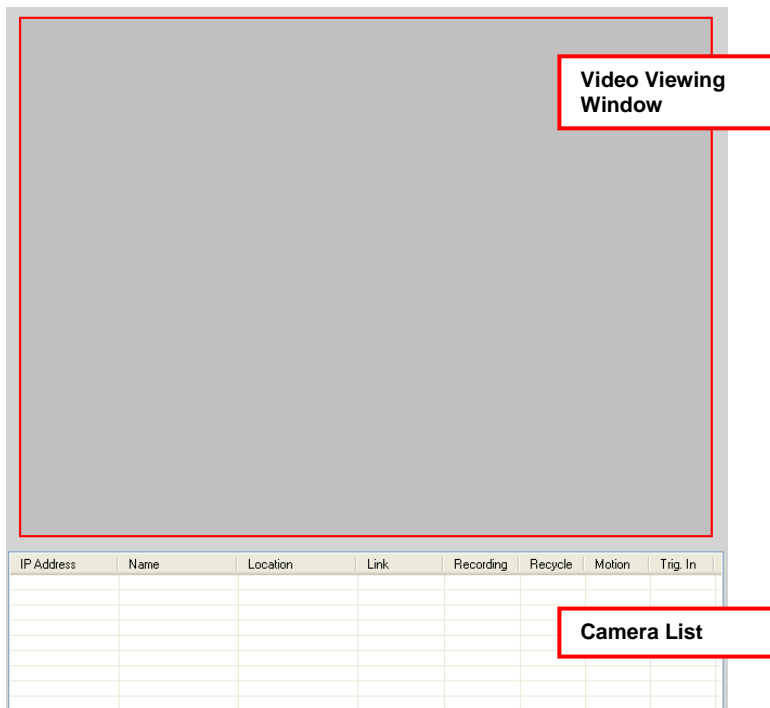 Video Viewing
Window
IP Address Name Location Link Recording Recycle Motion Trig. In
Camera List